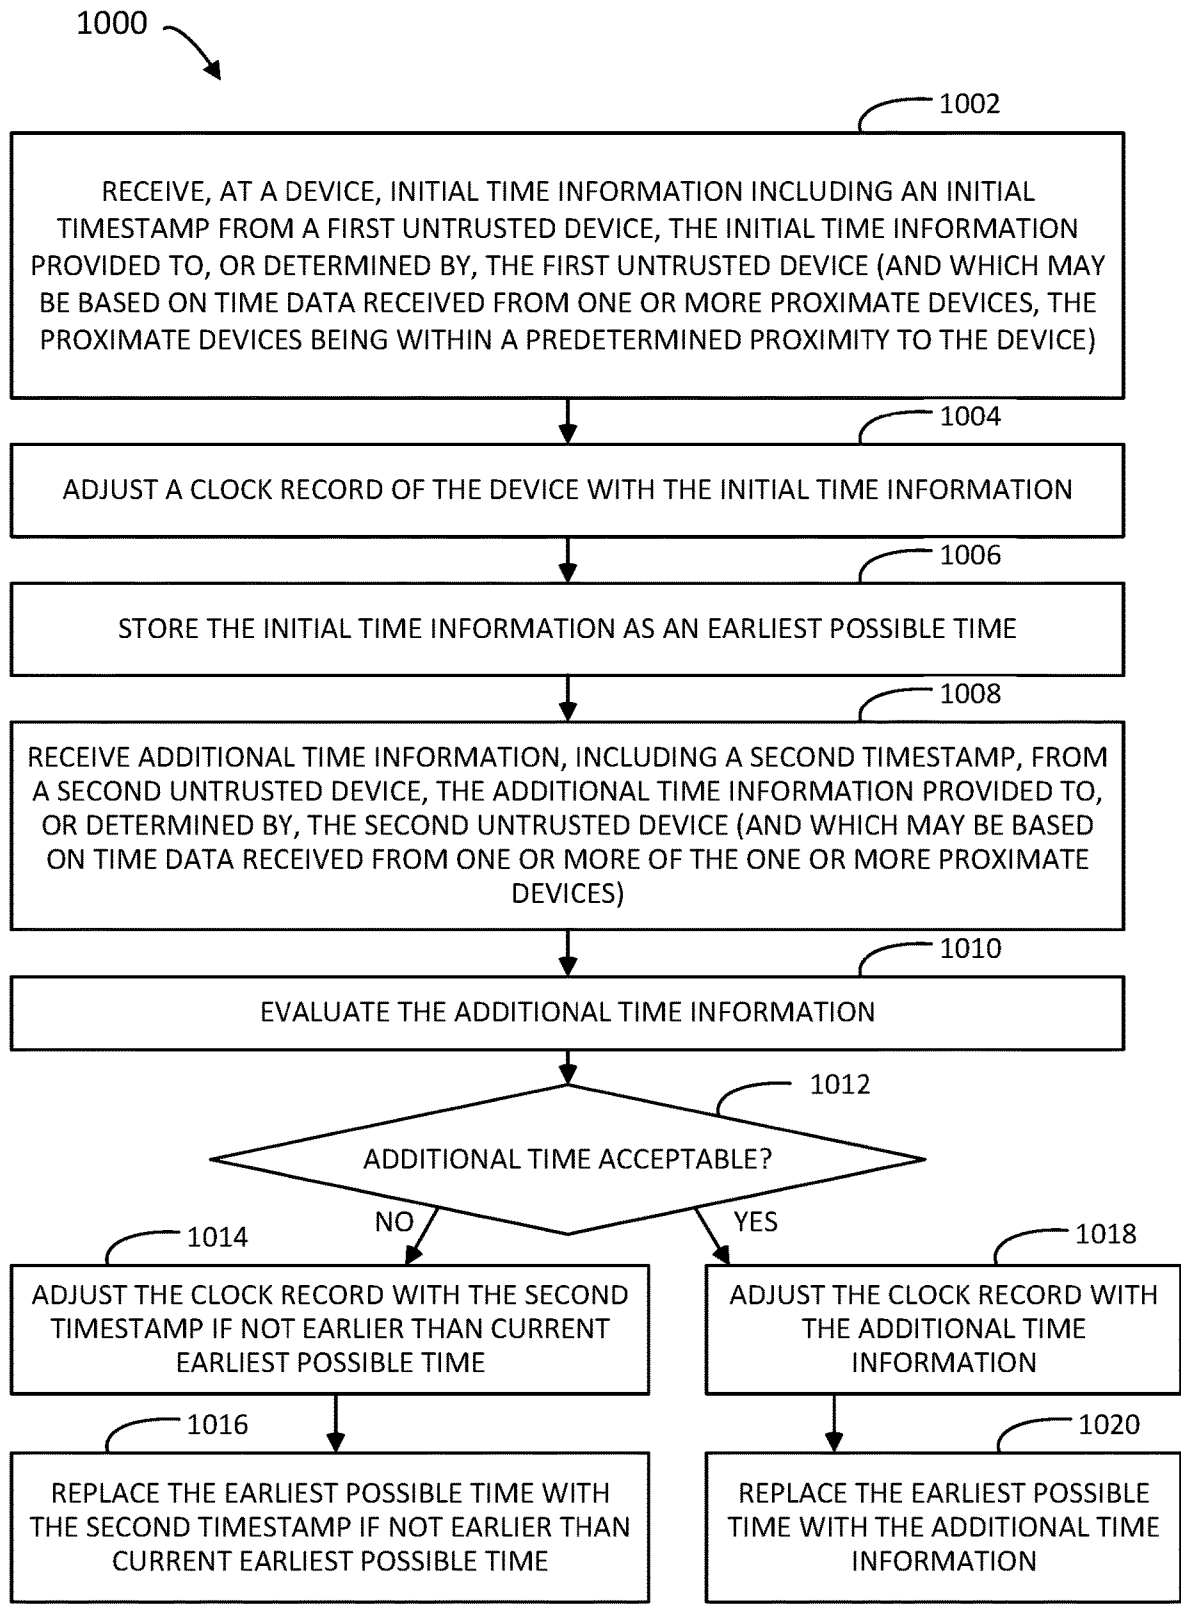 1000
1002
RECEIVE, AT A DEVICE, INITIAL TIME INFORMATION INCLUDING AN INITIAL
TIMESTAMP FROM A FIRST UNTRUSTED DEVICE, THE INITIAL TIME INFORMATION
PROVIDED TO, OR DETERMINED BY, THE FIRST UNTRUSTED DEVICE (AND WHICH MAY
BE BASED ON TIME DATA RECEIVED FROM ONE OR MORE PROXIMATE DEVICES, THE
PROXIMATE DEVICES BEING WITHIN A PREDETERMINED PROXIMITY TO THE DEVICE)
1004
ADJUST A CLOCK RECORD OF THE DEVICE WITH THE INITIAL TIME INFORMATION
1006
STORE THE INITIAL TIME INFORMATION AS AN EARLIEST POSSIBLE TIME
1008
RECEIVE ADDITIONAL TIME INFORMATION, INCLUDING A SECOND TIMESTAMP, FROM
A SECOND UNTRUSTED DEVICE, THE ADDITIONAL TIME INFORMATION PROVIDED TO,
OR DETERMINED BY, THE SECOND UNTRUSTED DEVICE (AND WHICH MAY BE BASED
ON TIME DATA RECEIVED FROM ONE OR MORE OF THE ONE OR MORE PROXIMATE
DEVICES)
1010
EVALUATE THE ADDITIONAL TIME INFORMATION
1012
ADDITIONAL TIME ACCEPTABLE?
NO
YES
1014
ADJUST THE CLOCK RECORD WITH THE SECOND
TIMESTAMP IF NOT EARLIER THAN CURRENT
EARLIEST POSSIBLE TIME
1016
REPLACE THE EARLIEST POSSIBLE TIME WITH
THE SECOND TIMESTAMP IF NOT EARLIER THAN
CURRENT EARLIEST POSSIBLE TIME
1018
ADJUST THE CLOCK RECORD WITH
THE ADDITIONAL TIME
INFORMATION
1020
REPLACE THE EARLIEST POSSIBLE
TIME WITH THE ADDITIONAL TIME
INFORMATION